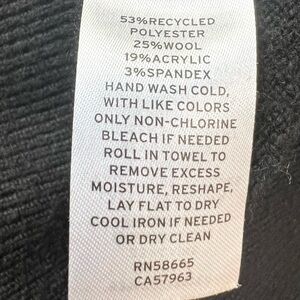 53%RECYCLED
POLYESTER
25%WOOL
19%ACRYLIC
3%SPANDEX
HAND WASH COLD,
WITH LIKE COLORS
ONLY NON-CHLORINE
BLEACH IF NEEDED
ROLL IN TOWEL TO
REMOVE EXCESS
MOISTURE, RESHAPE,
LAY FLAT TO DRY
COOL IRON IF NEEDED
OR DRY CLEAN
RN58665
CA57963